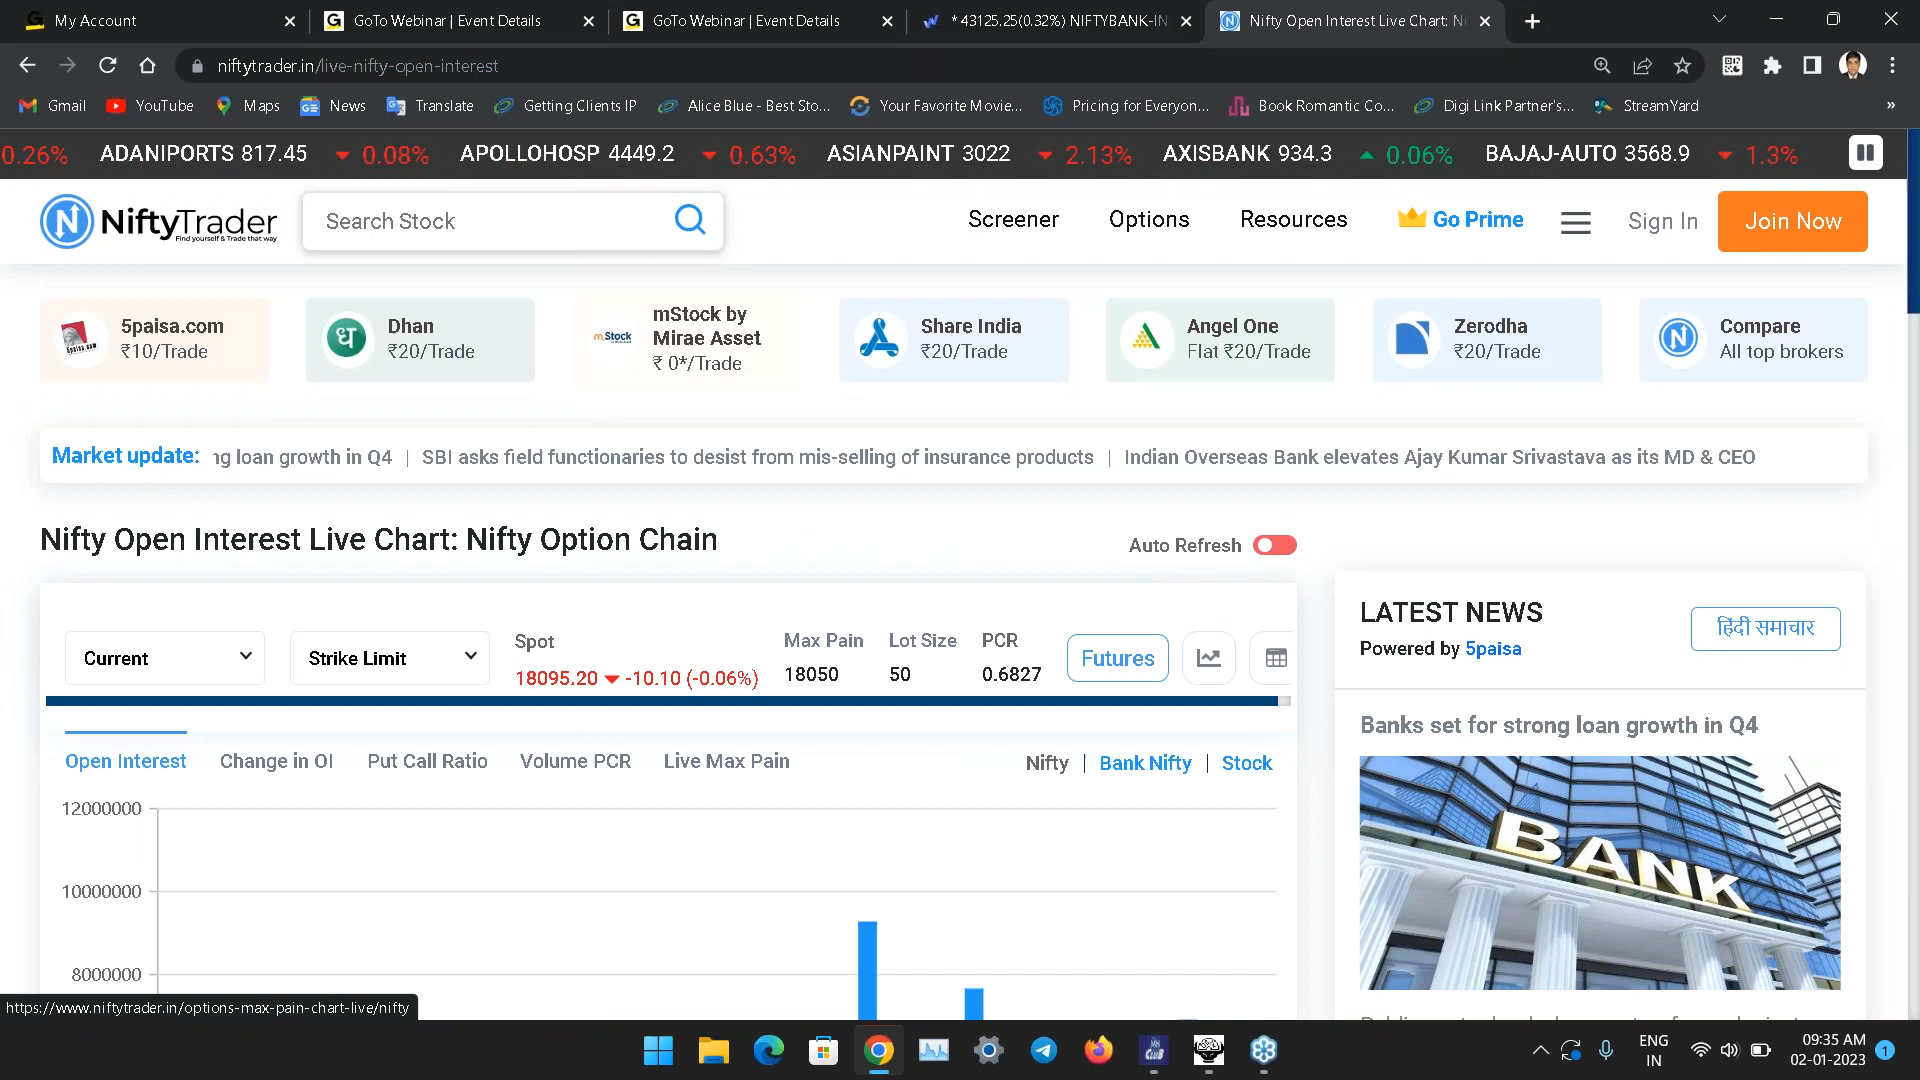 My Account
GoTo Webinar | Event Details
GoTo Webinar | Event Details
* 43125.25(0.32%) NIFTYBANK-IN
Nifty Open Interest Live Chart: Ni
niftytrader.in/live-nifty-open-interest
Gmail
YouTube
Maps
News
Translate
Getting Clients IP
Alice Blue - Best Sto...
Your Favorite Movie...
Pricing for Everyon...
Book Romantic Co...
Digi Link Partner's...
StreamYard
»
0.26% ADANIPORTS 817.45 0.08% APOLLOHOSP 4449.2 0.63% ASIANPAINT 3022 2.13% AXISBANK 934.3 0.06% BAJAJ-AUTO 3568.9 1.3%
NiftyTrader
Find yourself & Trade that way
Search Stock
Screener
Options
Resources
Go Prime
Sign In
Join Now
5paisa.com
₹10/Trade
Dhan
₹20/Trade
mStock
mStock by
Mirae Asset
₹ 0*/Trade
Share India
₹20/Trade
Angel One
Flat ₹20/Trade
Zerodha
₹20/Trade
Compare
All top brokers
Market update: ng loan growth in Q4 | SBI asks field functionaries to desist from mis-selling of insurance products | Indian Overseas Bank elevates Ajay Kumar Srivastava as its MD & CEO
Nifty Open Interest Live Chart: Nifty Option Chain
Auto Refresh
Current
Strike Limit
Spot
18095.20 -10.10 (-0.06%)
Max Pain
18050
Lot Size
50
PCR
0.6827
Futures
Open Interest
Change in OI
Put Call Ratio
Volume PCR
Live Max Pain
Nifty | Bank Nifty | Stock
12000000
10000000
8000000
LATEST NEWS
Powered by 5paisa
हिंदी समाचार
Banks set for strong loan growth in Q4
BANK
https://www.niftytrader.in/options-max-pain-chart-live/nifty
MH
CLUB
ENG
IN
09:35 AM
02-01-2023
1